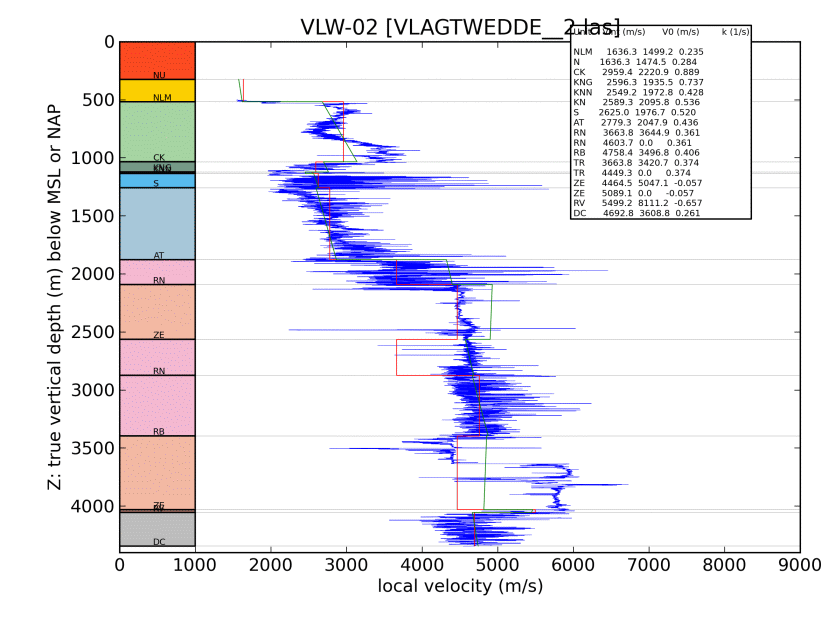 VLW-02 [VLAGTWEDDE__2.las]
Unit Vint (m/s) V0 (m/s) k (1/s)
NLM 1636.3 1499.2 0.235
N 1636.3 1474.5 0.284
CK 2959.4 2220.9 0.889
KNG 2596.3 1935.5 0.737
KNN 2549.2 1972.8 0.428
KN 2589.3 2095.8 0.536
S 2625.0 1976.7 0.520
AT 2779.3 2047.9 0.436
RN 3663.8 3644.9 0.361
RN 4603.7 0.0 0.361
RB 4758.4 3496.8 0.406
TR 3663.8 3420.7 0.374
TR 4449.3 0.0 0.374
ZE 4464.5 5047.1 -0.057
ZE 5089.1 0.0 -0.057
RV 5499.2 8111.2 -0.657
DC 4692.8 3608.8 0.261
Z: true vertical depth (m) below MSL or NAP
0
500
1000
1500
2000
2500
3000
3500
4000
NU
NLM
CK
KNG
S
AT
RN
ZE
RN
RB
ZE
DC
0 1000 2000 3000 4000 5000 6000 7000 8000 9000
local velocity (m/s)